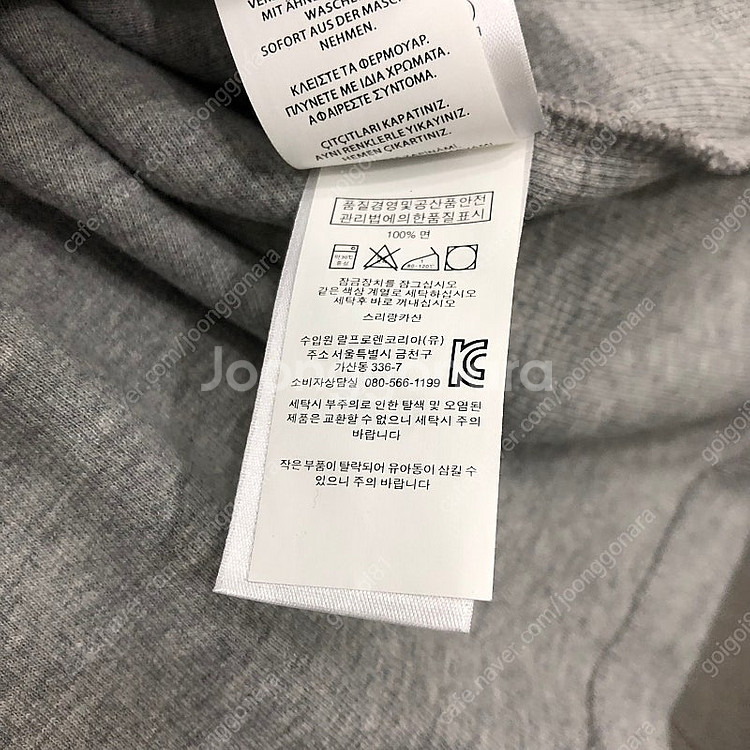 MIT ÄHNL
WASCHE
SOFORT AUS DER MASCH
NEHMEN.
ΚΛΕΙΣΤΕ ΤΑ ΦΕΡΜΟΥΑΡ.
ΠΛΥΝΕΤΕ ΜΕ ΙΔΙΑ ΧΡΩΜΑΤΑ.
ΑΦΑΙΡΕΣΤΕ ΣΥΝΤΟΜΑ.
ÇITÇITLARI KAPATINIZ.
AYNI RENKLERLE YIKAYINIZ.
HEMEN ÇIKARTINIZ.
품질경영및공산품안전
관리법에의한품질표시
100% 면
약 30℃
중성
80~120℃
잠금장치를 잠그십시오
같은 색상 계열로 세탁하십시오
세탁후 바로 꺼내십시오
스리랑카산
수입원 랄프로렌코리아(유)
주소 서울특별시 금천구
가산동 336-7
소비자상담실 080-566-1199
세탁시 부주의로 인한 탈색 및 오염된
제품은 교환할 수 없으니 세탁시 주의
바랍니다
작은 부품이 탈락되어 유아동이 삼킬 수
있으니 주의 바랍니다
Joonggonara
cafe.naver.com/joonggonara